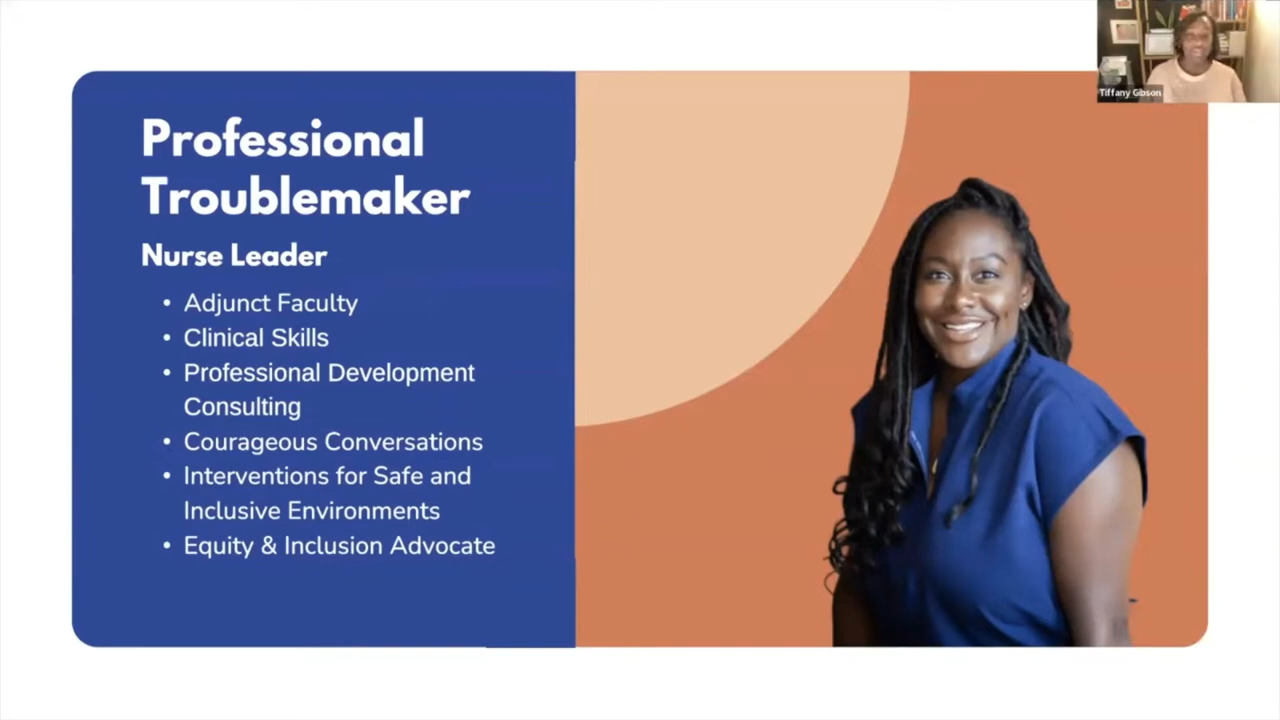 Professional
Troublemaker
Nurse Leader
• Adjunct Faculty
• Clinical Skills
• Professional Development
Consulting
• Courageous Conversations
• Interventions for Safe and
Inclusive Environments
• Equity & Inclusion Advocate
Tiffany Gibson